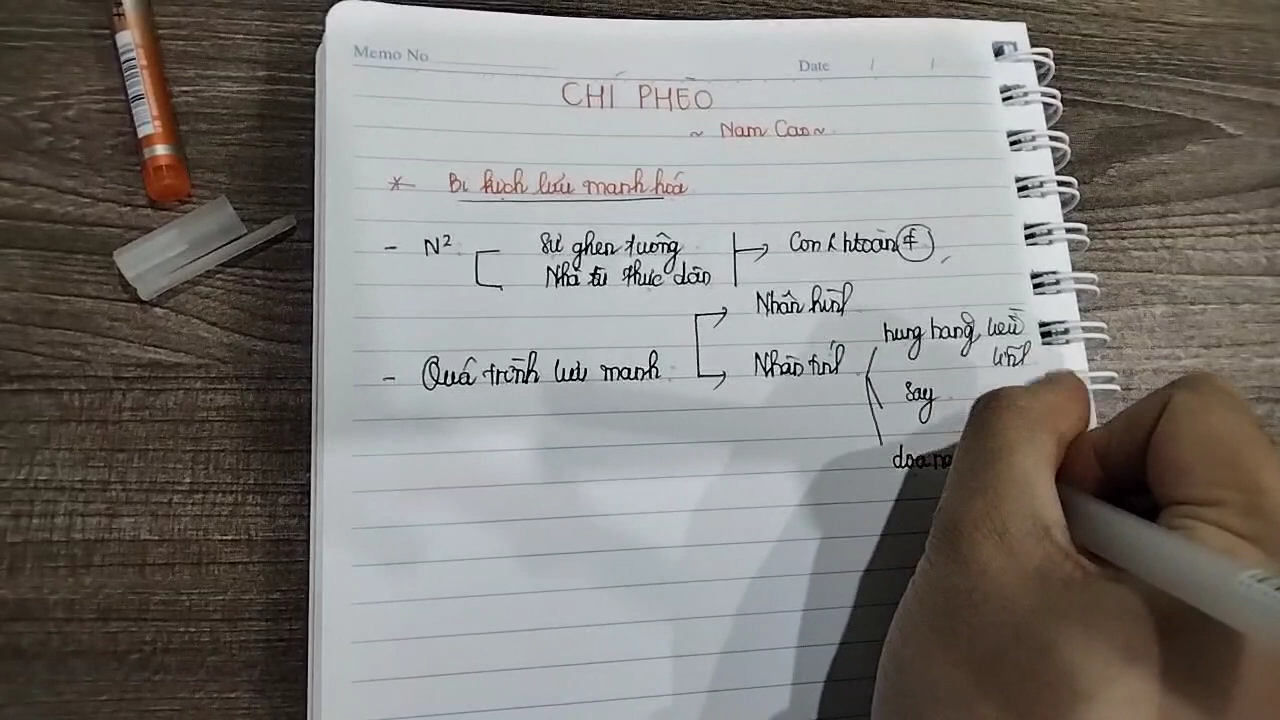 Memo No
Date / /
CHÍ PHÈO
~ Nam Cao ~
* Bi kịch lưu manh hoá
- N² Sự ghen tuông
Nhà tù thực dân
Con
Nhân hình
- Quá trình lưu manh
Nhân tính
hung hăng, liều
lĩnh
say
doạ